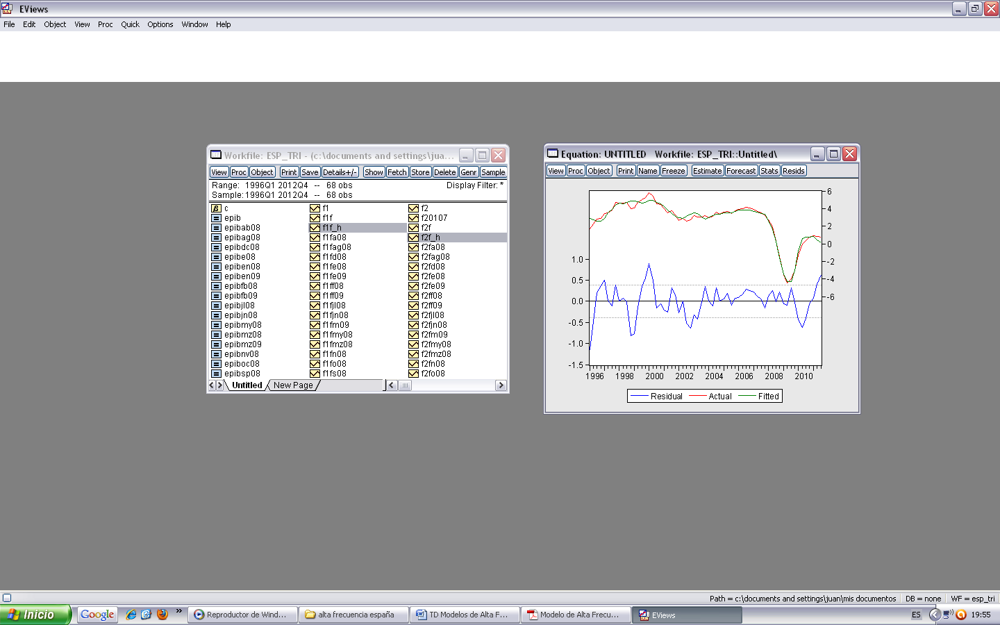 EViews
File Edit Object View Proc Quick Options Window Help
Workfile: ESP_TRI - (c:\documents and settings\jua...
View Proc Object Print Save Details+/- Show Fetch Store Delete Genr Sample
Range: 1996Q1 2012Q4 -- 68 obs Display Filter: *
Sample: 1996Q1 2012Q4 -- 68 obs
β c f1 f2
epib f1f f20107
epibab08 f1f_h f2f
epibag08 f1fa08 f2f_h
epibdc08 f1fag08 f2fa08
epibe08 f1fd08 f2fag08
epiben08 f1fe08 f2fd08
epiben09 f1fe09 f2fe08
epibfb08 f1ff08 f2fe09
epibfb09 f1ff09 f2ff08
epibjl08 f1fjl08 f2ff09
epibjn08 f1fjn08 f2fjl08
epibmy08 f1fm09 f2fjn08
epibmz08 f1fmy08 f2fm09
epibmz09 f1fmz08 f2fmy08
epibnv08 f1fn08 f2fmz08
epiboc08 f1fo08 f2fn08
epibsp08 f1fs08 f2fo08
Untitled New Page
Equation: UNTITLED Workfile: ESP_TRI::Untitled\
View Proc Object Print Name Freeze Estimate Forecast Stats Resids
6
4
2
0
-2
-4
-6
1.0
0.5
0.0
-0.5
-1.0
-1.5
1996 1998 2000 2002 2004 2006 2008 2010
Residual Actual Fitted
Path = c:\documents and settings\juan\mis documentos DB = none WF = esp_tri
Inicio Google » Reproductor de Wind... alta frecuencia españa TD Modelos de Alta F... Modelo de Alta Frecu... EViews ES 19:55